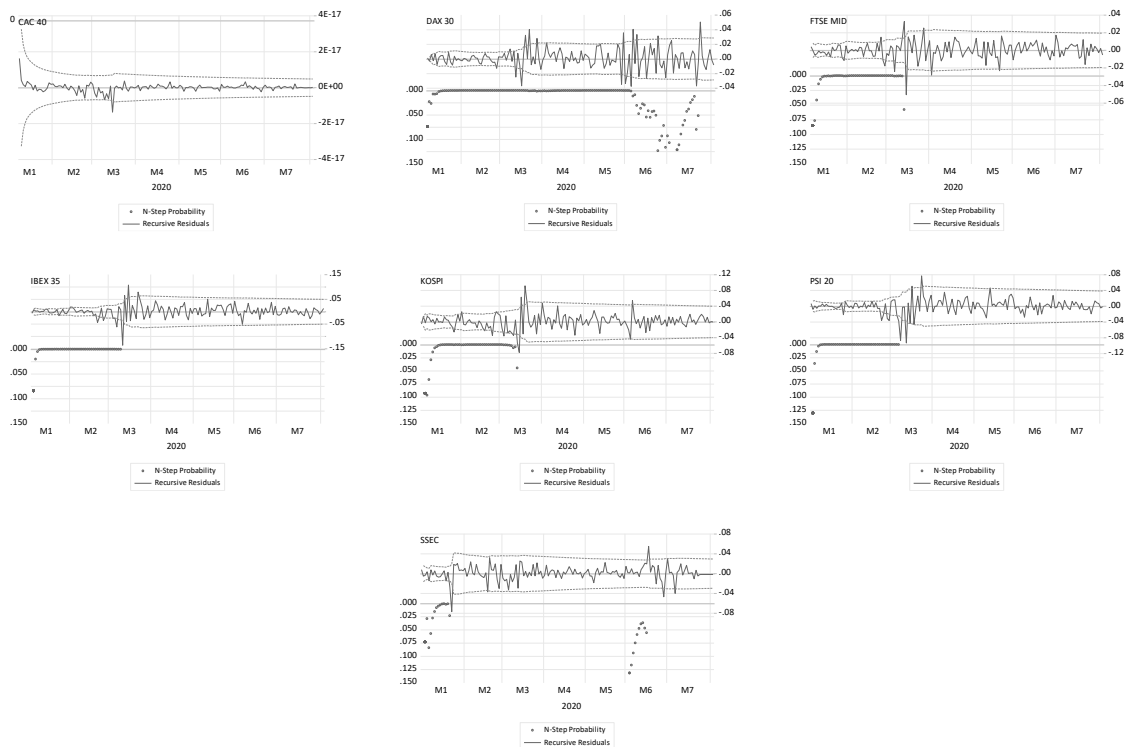 CAC 40
0
4E-17
2E-17
0E+00
-2E-17
-4E-17
M1 M2 M3 M4 M5 M6 M7
2020
N-Step Probability
Recursive Residuals
DAX 30
.06
.04
.02
.00
-.02
-.04
.000
.050
.100
.150
M1 M2 M3 M4 M5 M6 M7
2020
N-Step Probability
Recursive Residuals
FTSE MID
.04
.02
.00
-.02
-.04
-.06
.000
.025
.050
.100
.125
.150
M1 M2 M3 M4 M5 M6 M7
2020
N-Step Probability
Recursive Residuals
IBEX 35
.15
.05
-.05
-.15
.000
.050
.100
.150
M1 M2 M3 M4 M5 M6 M7
2020
N-Step Probability
Recursive Residuals
KOSPI
.12
.08
.04
.00
-.04
-.08
.000
.025
.050
.075
.100
.125
.150
M1 M2 M3 M4 M5 M6 M7
2020
N-Step Probability
Recursive Residuals
PSI 20
.08
.04
.00
-.04
-.08
-.12
.000
.025
.050
.075
.100
.125
.150
M1 M2 M3 M4 M5 M6 M7
2020
N-Step Probability
Recursive Residuals
SSEC
.08
.04
.00
-.04
-.08
.000
.025
.050
.075
.100
.125
.150
M1 M2 M3 M4 M5 M6 M7
2020
N-Step Probability
Recursive Residuals